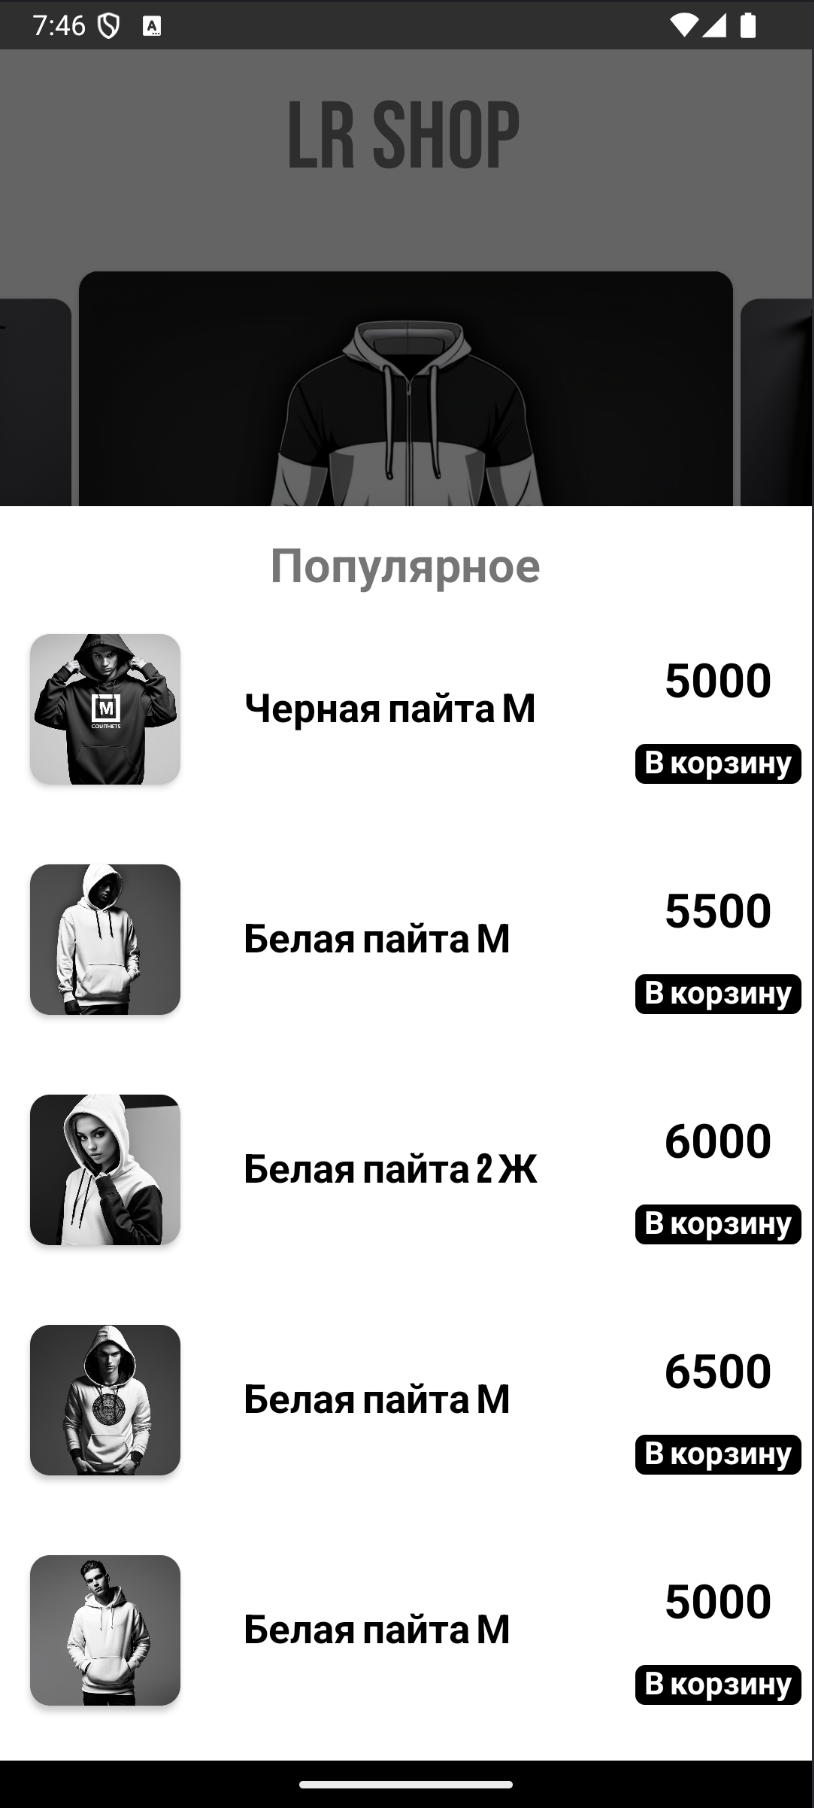 7:46
LR SHOP
Популярное
M
Черная пайта М
5000
В корзину
Белая пайта М
5500
В корзину
Белая пайта 2 Ж
6000
В корзину
Белая пайта М
6500
В корзину
Белая пайта М
5000
В корзину